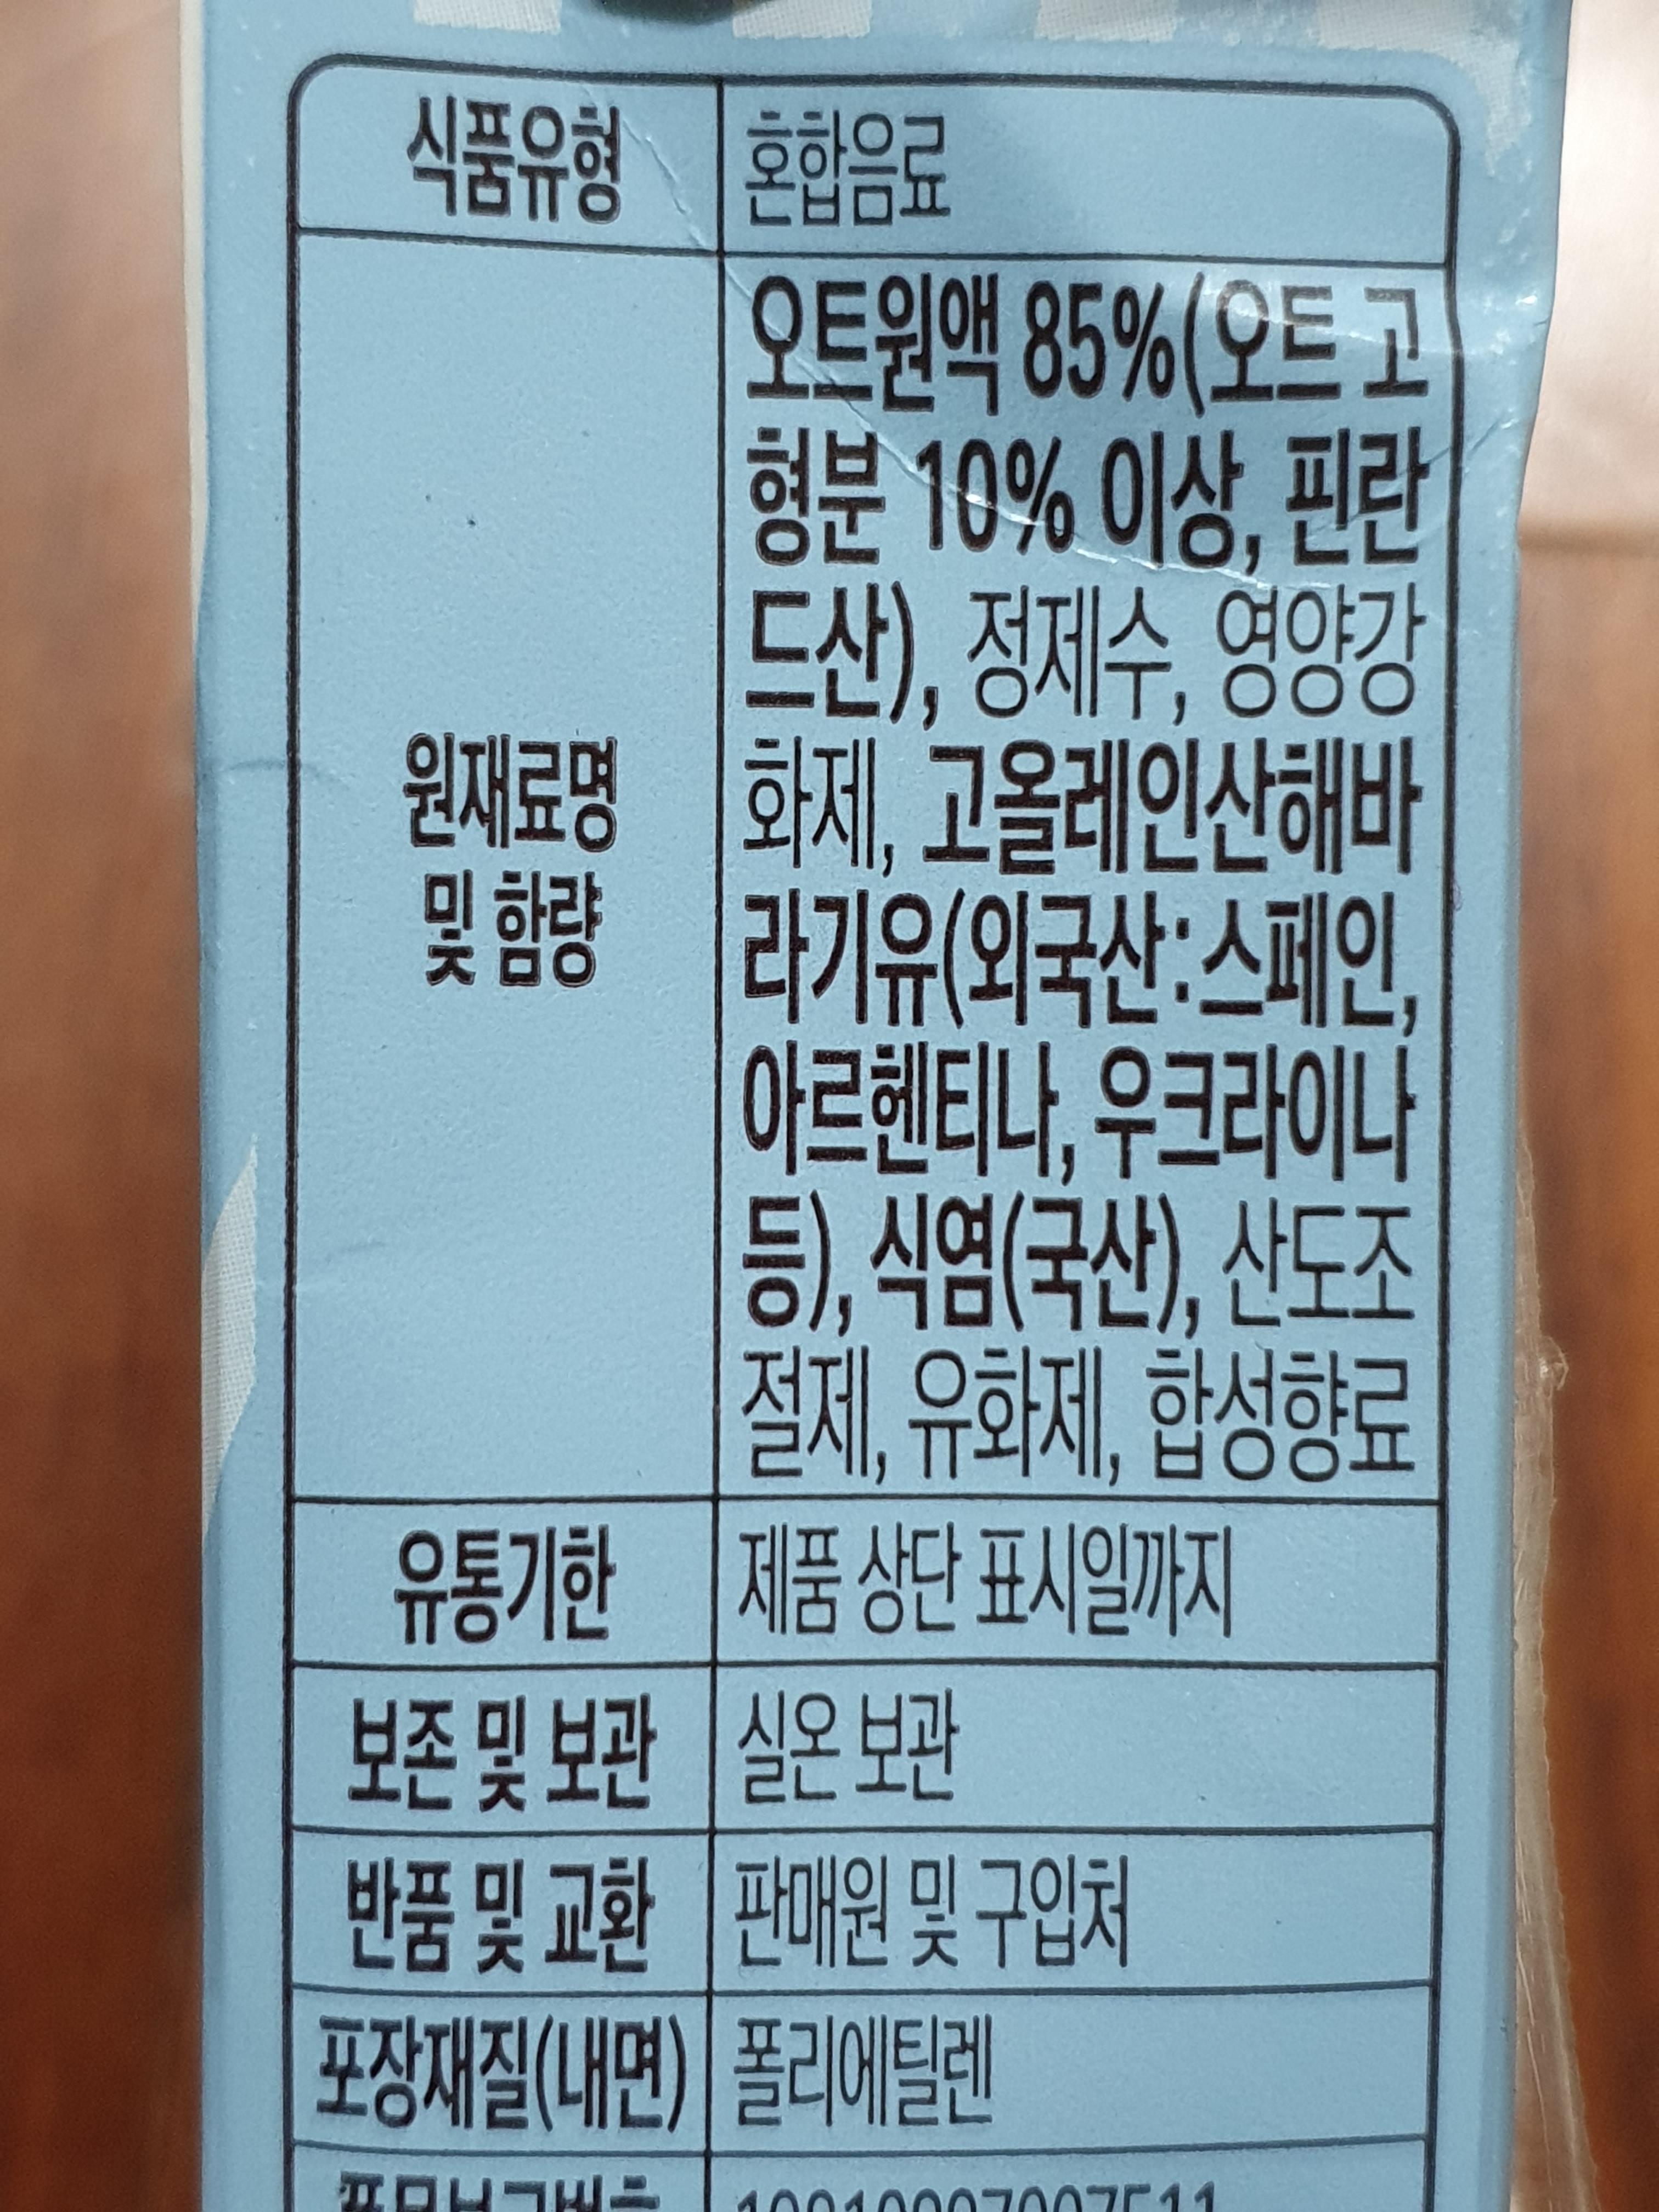 식품유형 혼합음료
원재료명
및 함량
오트원액 85%(오트 고
형분 10% 이상, 핀란
드산), 정제수, 영양강
화제, 고올레인산해바
라기유(외국산:스페인,
아르헨티나, 우크라이나
등), 식염(국산), 산도조
절제, 유화제, 합성향료
유통기한 제품 상단 표시일까지
보존 및 보관 실온 보관
반품 및 교환 판매원 및 구입처
포장재질(내면) 폴리에틸렌